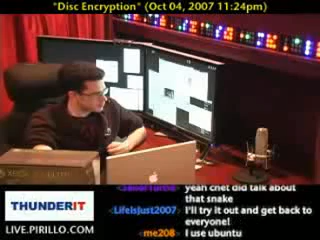 "Disc Encryption" (Oct 04, 2007 11:24pm)
yeah chet did talk about
that snake
<LifeIsJust2007> I'll try it out and get back to
everyone!
<me208> I use ubuntu
THUNDERIT
LIVE.PIRILLO.COM